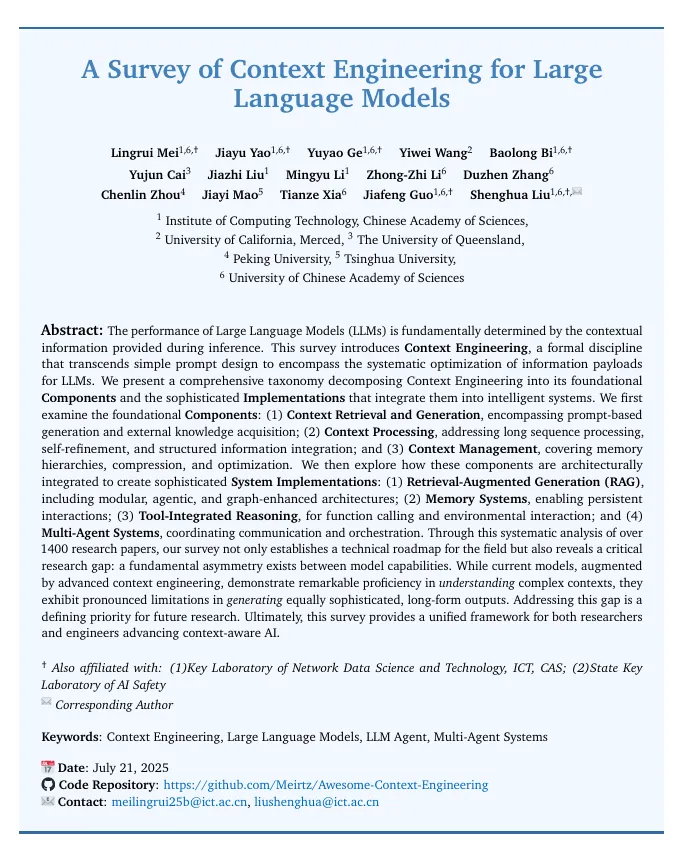 A Survey of Context Engineering for Large
Language Models
Lingrui Mei1,6,† Jiayu Yao1,6,† Yuyao Ge1,6,† Yiwei Wang2 Baolong Bi1,6,†
Yujun Cai3 Jiazhi Liu1 Mingyu Li1 Zhong-Zhi Li6 Duzhen Zhang6
Chenlin Zhou4 Jiayi Mao5 Tianze Xia6 Jiafeng Guo1,6,† Shenghua Liu1,6,†,✉
1 Institute of Computing Technology, Chinese Academy of Sciences,
2 University of California, Merced, 3 The University of Queensland,
4 Peking University, 5 Tsinghua University,
6 University of Chinese Academy of Sciences
Abstract: The performance of Large Language Models (LLMs) is fundamentally determined by the contextual
information provided during inference. This survey introduces Context Engineering, a formal discipline
that transcends simple prompt design to encompass the systematic optimization of information payloads
for LLMs. We present a comprehensive taxonomy decomposing Context Engineering into its foundational
Components and the sophisticated Implementations that integrate them into intelligent systems. We first
examine the foundational Components: (1) Context Retrieval and Generation, encompassing prompt-based
generation and external knowledge acquisition; (2) Context Processing, addressing long sequence processing,
self-refinement, and structured information integration; and (3) Context Management, covering memory
hierarchies, compression, and optimization. We then explore how these components are architecturally
integrated to create sophisticated System Implementations: (1) Retrieval-Augmented Generation (RAG),
including modular, agentic, and graph-enhanced architectures; (2) Memory Systems, enabling persistent
interactions; (3) Tool-Integrated Reasoning, for function calling and environmental interaction; and (4)
Multi-Agent Systems, coordinating communication and orchestration. Through this systematic analysis of over
1400 research papers, our survey not only establishes a technical roadmap for the field but also reveals a critical
research gap: a fundamental asymmetry exists between model capabilities. While current models, augmented
by advanced context engineering, demonstrate remarkable proficiency in understanding complex contexts, they
exhibit pronounced limitations in generating equally sophisticated, long-form outputs. Addressing this gap is a
defining priority for future research. Ultimately, this survey provides a unified framework for both researchers
and engineers advancing context-aware AI.
† Also affiliated with: (1)Key Laboratory of Network Data Science and Technology, ICT, CAS; (2)State Key
Laboratory of AI Safety
✉ Corresponding Author
Keywords: Context Engineering, Large Language Models, LLM Agent, Multi-Agent Systems
Date: July 21, 2025
Code Repository: https://github.com/Meirtz/Awesome-Context-Engineering
Contact: meilingrui25b@ict.ac.cn, liushenghua@ict.ac.cn